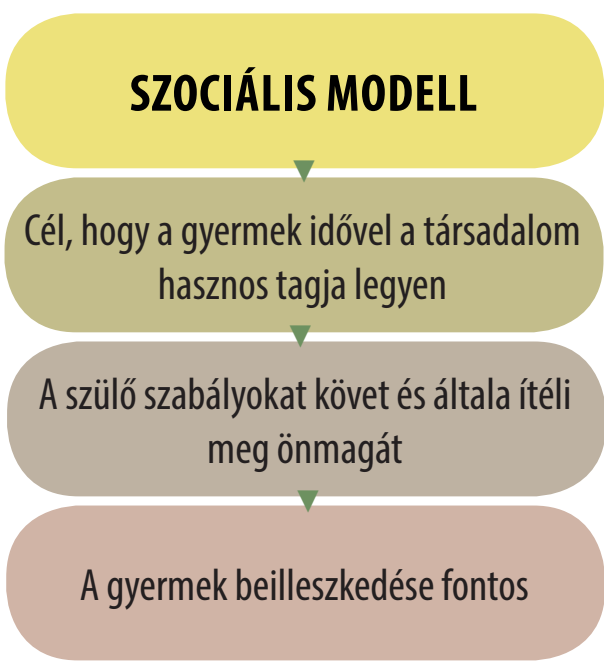 SZOCIÁLIS MODELL
Cél, hogy a gyermek idővel a társadalom
hasznos tagja legyen
A szülő szabályokat követ és általa ítéli
meg önmagát
A gyermek beilleszkedése fontos